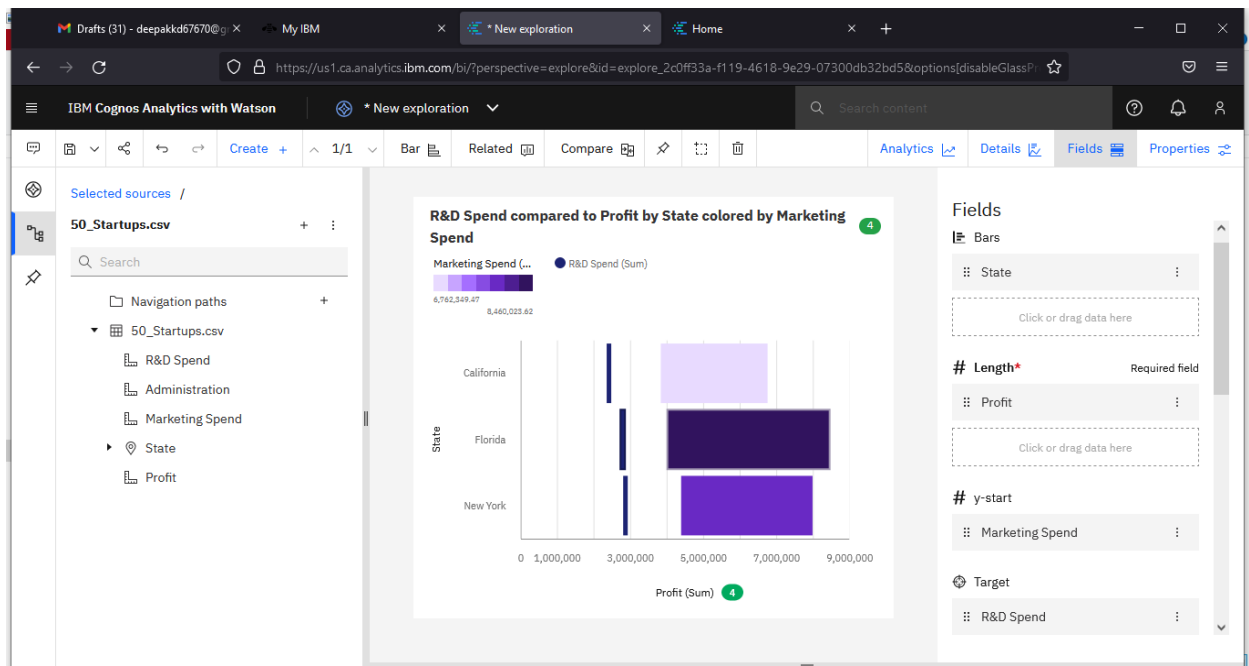 Drafts (31) - deepakkd67670@g
My IBM
* New exploration
Home
https://us1.ca.analytics.ibm.com/bi/?perspective=explore&id=explore_2c0ff33a-f119-4618-9e29-07300db32bd5&options[disableGlassPr
IBM Cognos Analytics with Watson
* New exploration
Search content
Create
1/1
Bar
Related
Compare
Analytics
Details
Fields
Properties
Selected sources /
50_Startups.csv
Search
Navigation paths
50_Startups.csv
R&D Spend
Administration
Marketing Spend
State
Profit
R&D Spend compared to Profit by State colored by Marketing
Spend
4
Marketing Spend (...
R&D Spend (Sum)
6,762,349.47
8,460,023.62
California
Florida
New York
State
0 1,000,000 3,000,000 5,000,000 7,000,000 9,000,000
Profit (Sum) 4
Fields
Bars
State
Click or drag data here
# Length* Required field
Profit
Click or drag data here
# y-start
Marketing Spend
Target
R&D Spend